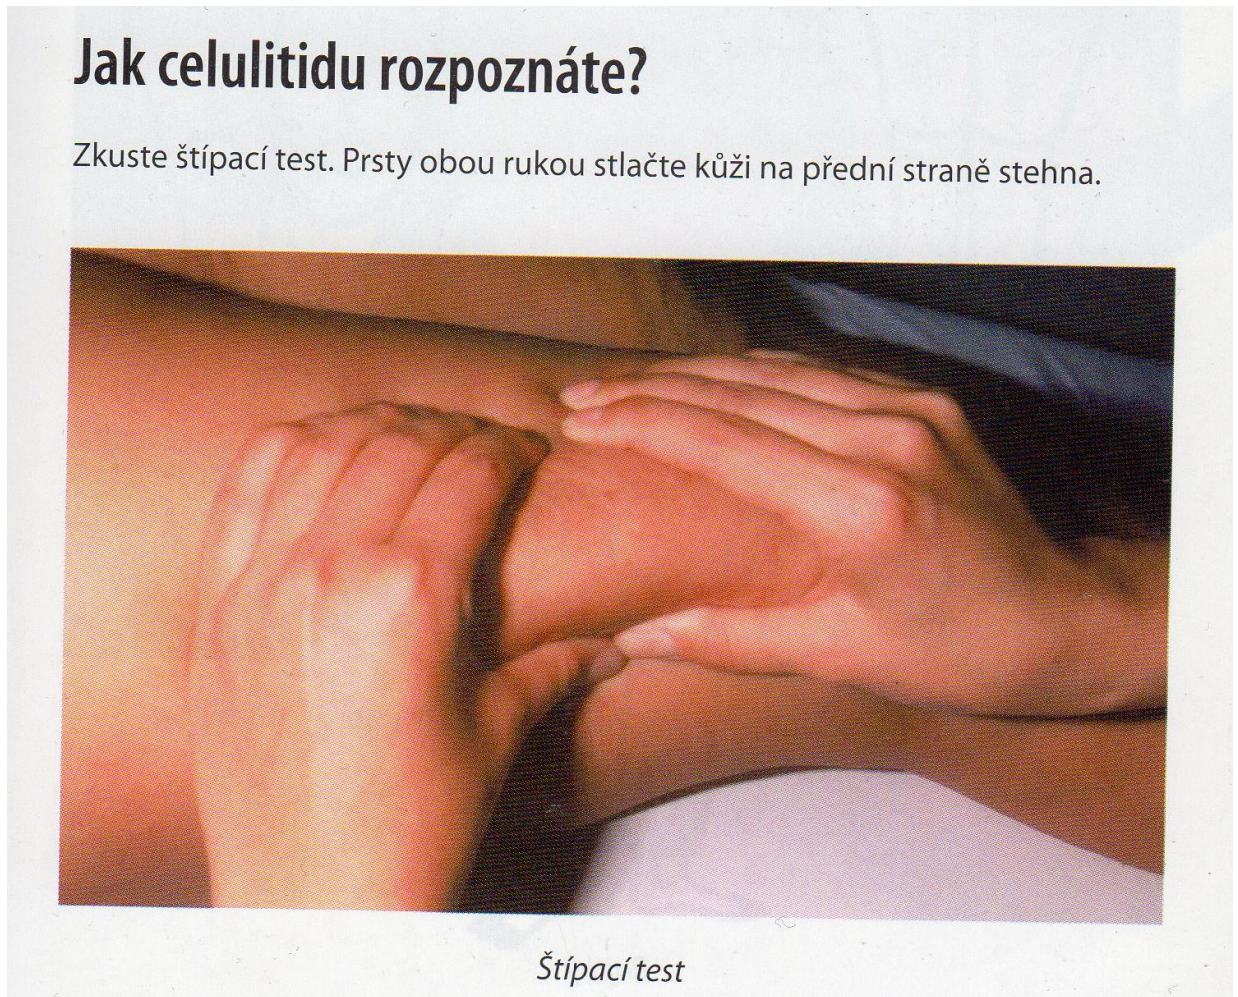 Jak celulitidu rozpoznáte?
Zkuste štípací test. Prsty obou rukou stlačte kůži na přední straně stehna.
Štípací test